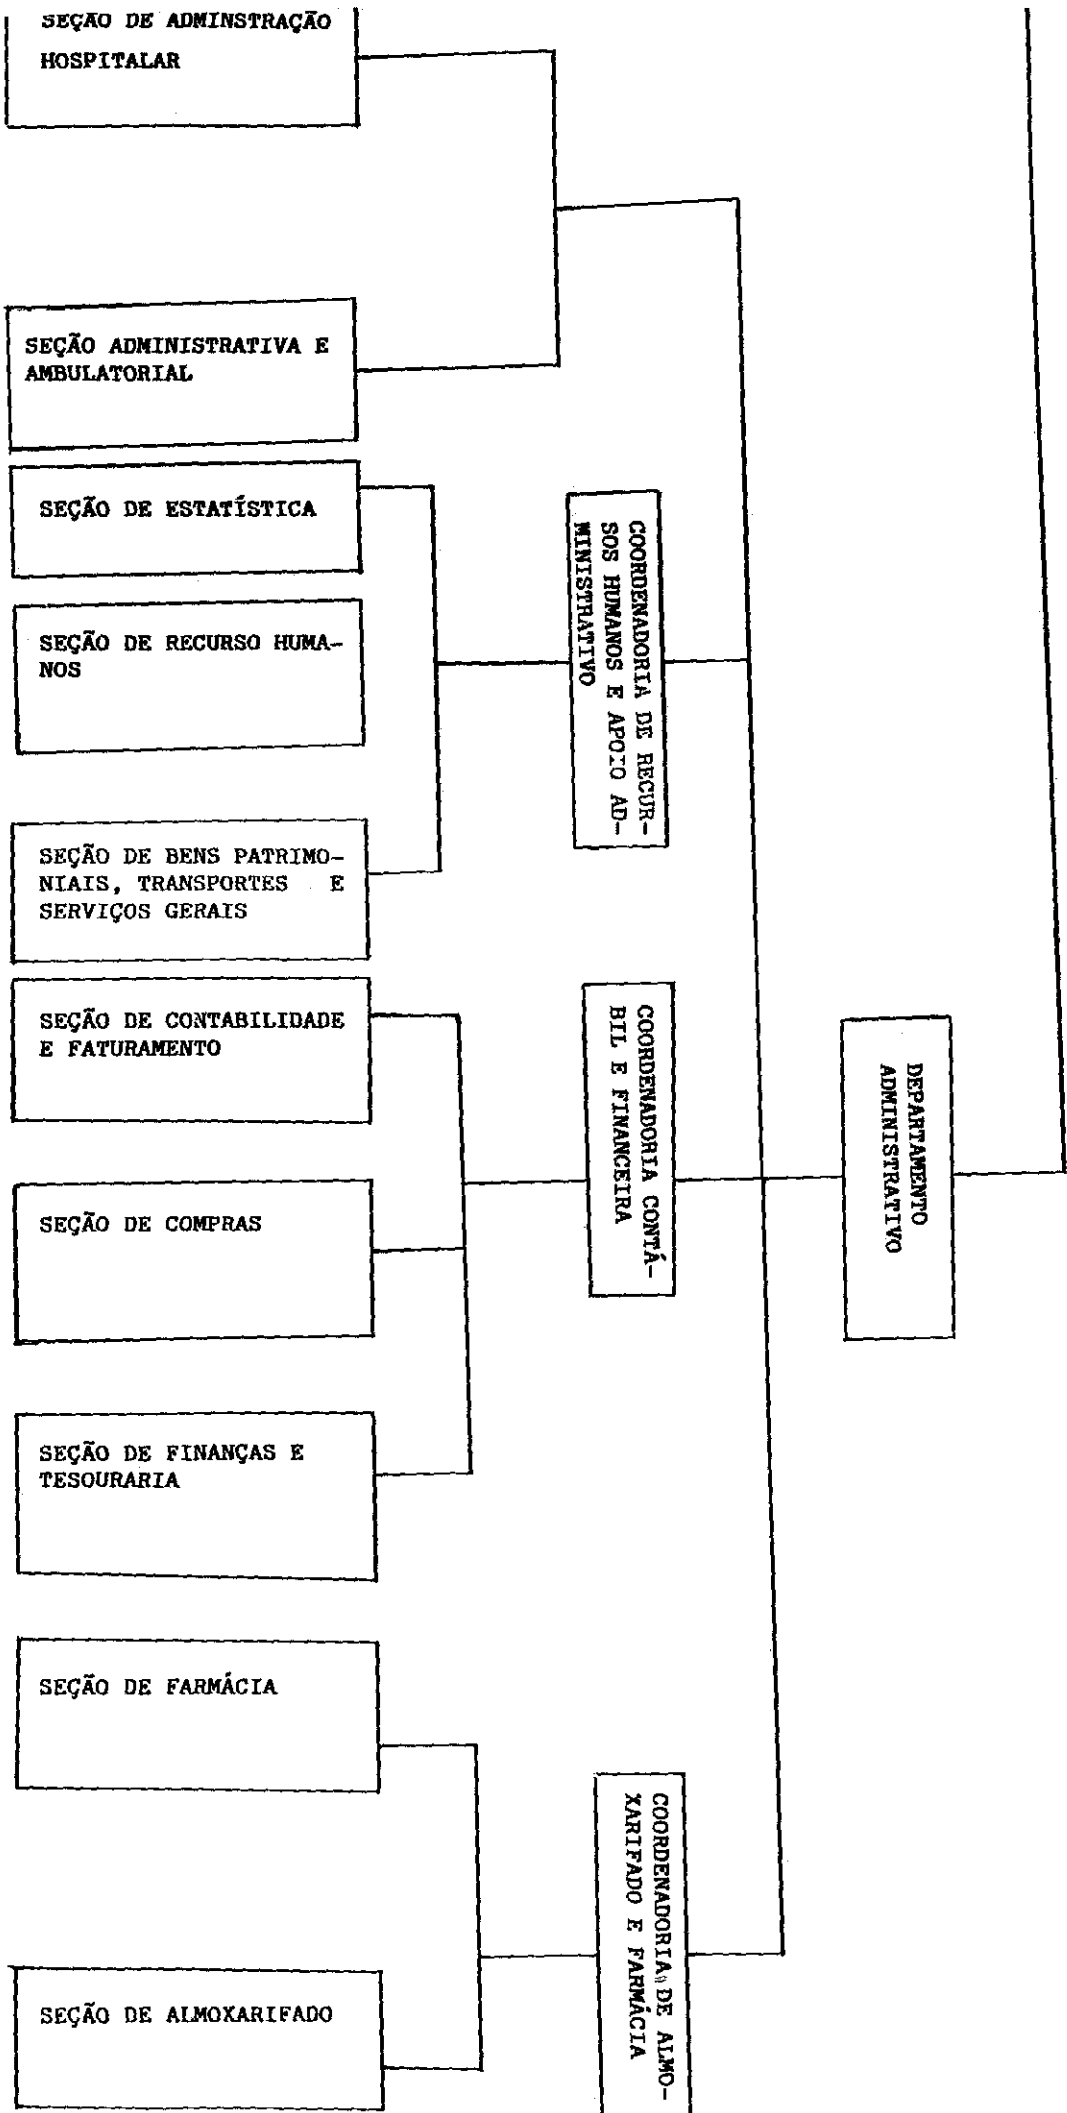 SEÇÃO DE ADMINSTRAÇÃO
HOSPITALAR
SEÇÃO ADMINISTRATIVA E
AMBULATORIAL
SEÇÃO DE ESTATÍSTICA
SEÇÃO DE RECURSO HUMA-
NOS
SEÇÃO DE BENS PATRIMO-
NIAIS, TRANSPORTES E
SERVIÇOS GERAIS
SEÇÃO DE CONTABILIDADE
E FATURAMENTO
SEÇÃO DE COMPRAS
SEÇÃO DE FINANÇAS E
TESOURARIA
SEÇÃO DE FARMÁCIA
SEÇÃO DE ALMOXARIFADO
COORDENADORIA DE RECUR-
SOS HUMANOS E APOIO AD-
MINISTRATIVO
COORDENADORIA CONTÁ-
BIL E FINANCEIRA
COORDENADORIA DE ALMO-
XARIFADO E FARMÁCIA
DEPARTAMENTO
ADMINISTRATIVO